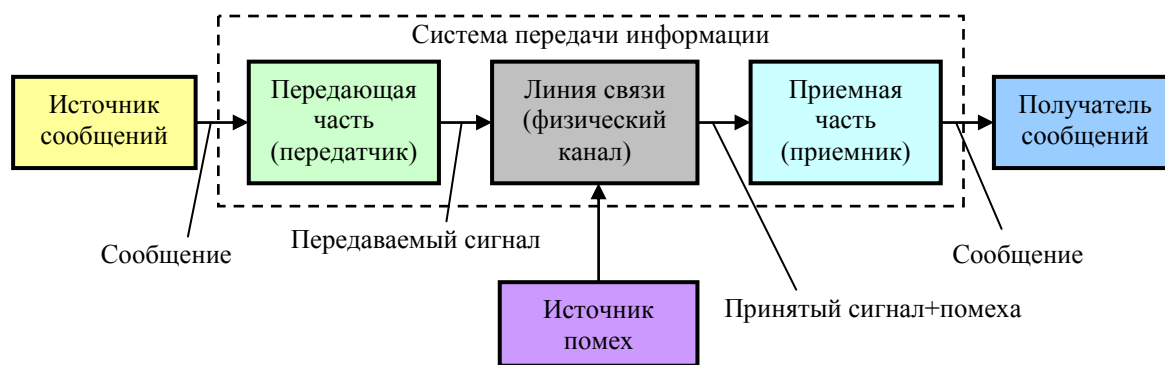 Система передачи информации
Источник
сообщений
Передающая
часть
(передатчик)
Линия связи
(физический
канал)
Приемная
часть
(приемник)
Получатель
сообщений
Сообщение
Передаваемый сигнал
Сообщение
Источник
помех
Принятый сигнал+помеха